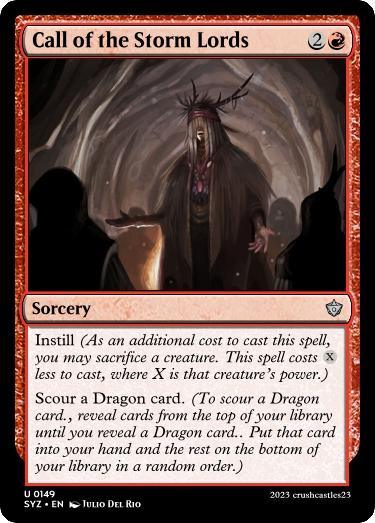 Call of the Storm Lords 2
Sorcery
Instill (As an additional cost to cast this spell,
you may sacrifice a creature. This spell costs X
less to cast, where X is that creature's power.)
Scour a Dragon card. (To scour a Dragon
card., reveal cards from the top of your library
until you reveal a Dragon card.. Put that card
into your hand and the rest on the bottom of
your library in a random order.)
U 0149
SYZ • EN Julio Del Rio
2023 crushcastles23